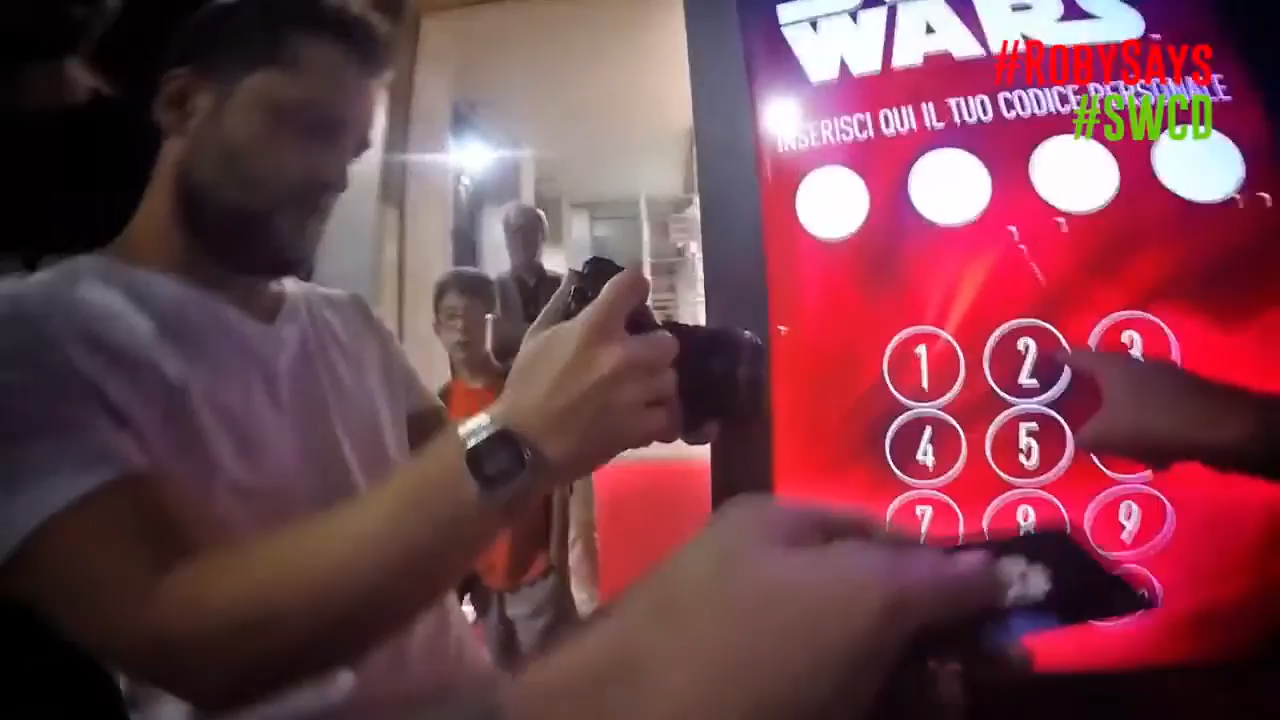 WARS
#ROBYSAYS
INSERISCI QUI IL TUO CODICE PERSONALE
#SWCD
1 2 3
4 5
7 8 9